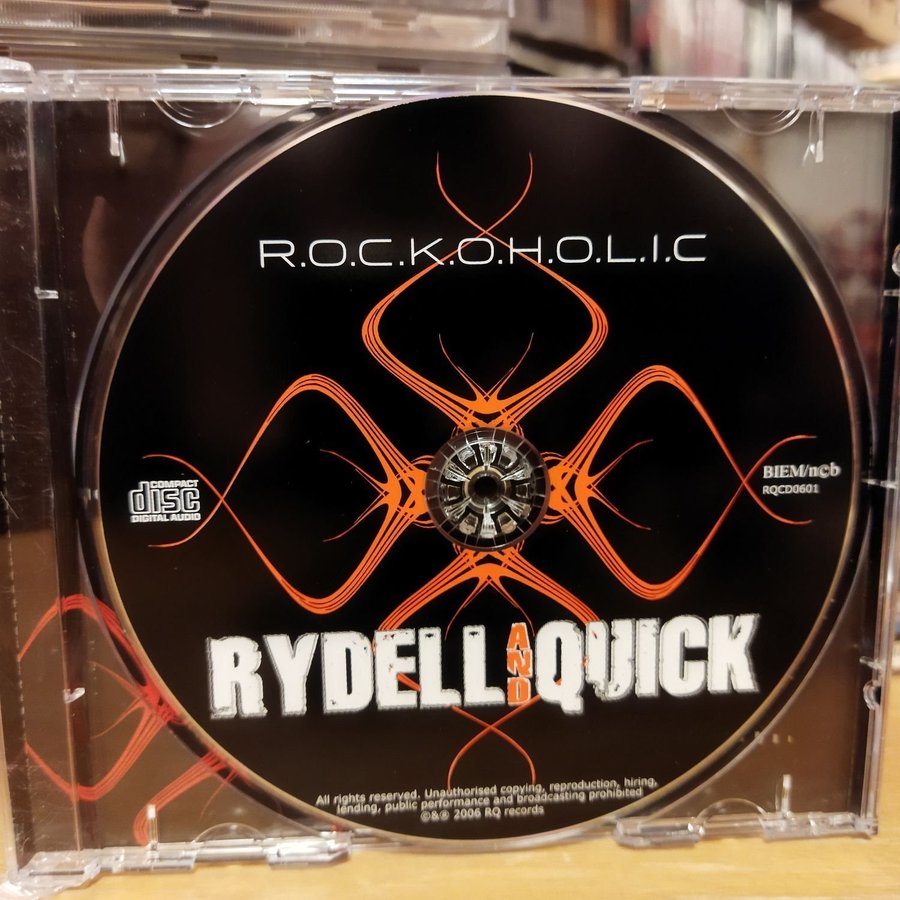 R.O.C.K.O.H.O.L.I.C
COMPACT
disc
DIGITAL AUDIO
BIEM/n©b
RQCD0601
RYDELL AND QUICK
All rights reserved. Unauthorised copying, reproduction, hiring,
lending, public performance and broadcasting prohibited
©&℗ 2006 RQ records